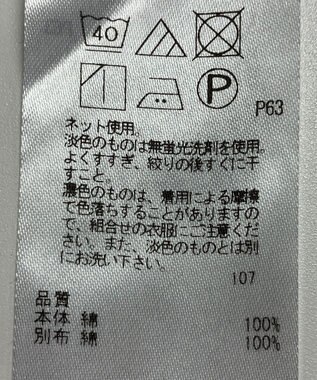 40
P
P63
ネット使用。
淡色のものは無蛍光洗剤を使用。
よくすすぎ、絞りの後すぐに干
すこと。
濃色のものは、着用による摩擦
で色落ちすることがありますの
で、組合せの衣服にご注意くだ
さい。また、淡色のものとは別
にお洗い下さい。
107
品質
本体 綿 100%
別布 綿 100%